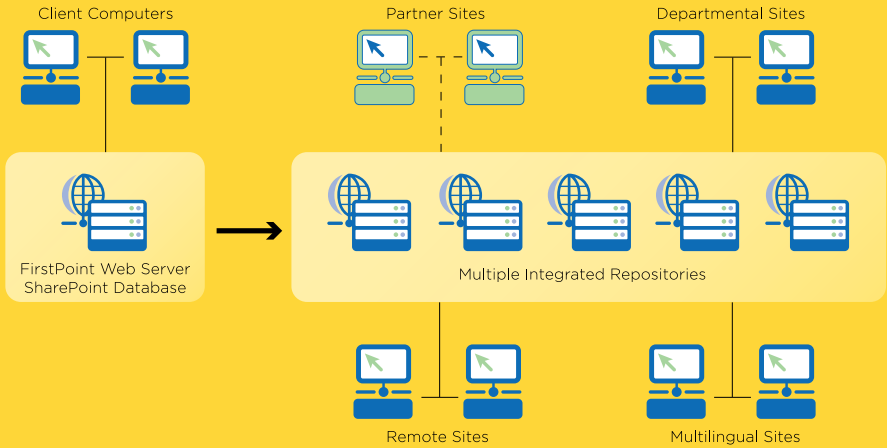 Client Computers
Partner Sites
Departmental Sites
FirstPoint Web Server
SharePoint Database
Multiple Integrated Repositories
Remote Sites
Multilingual Sites